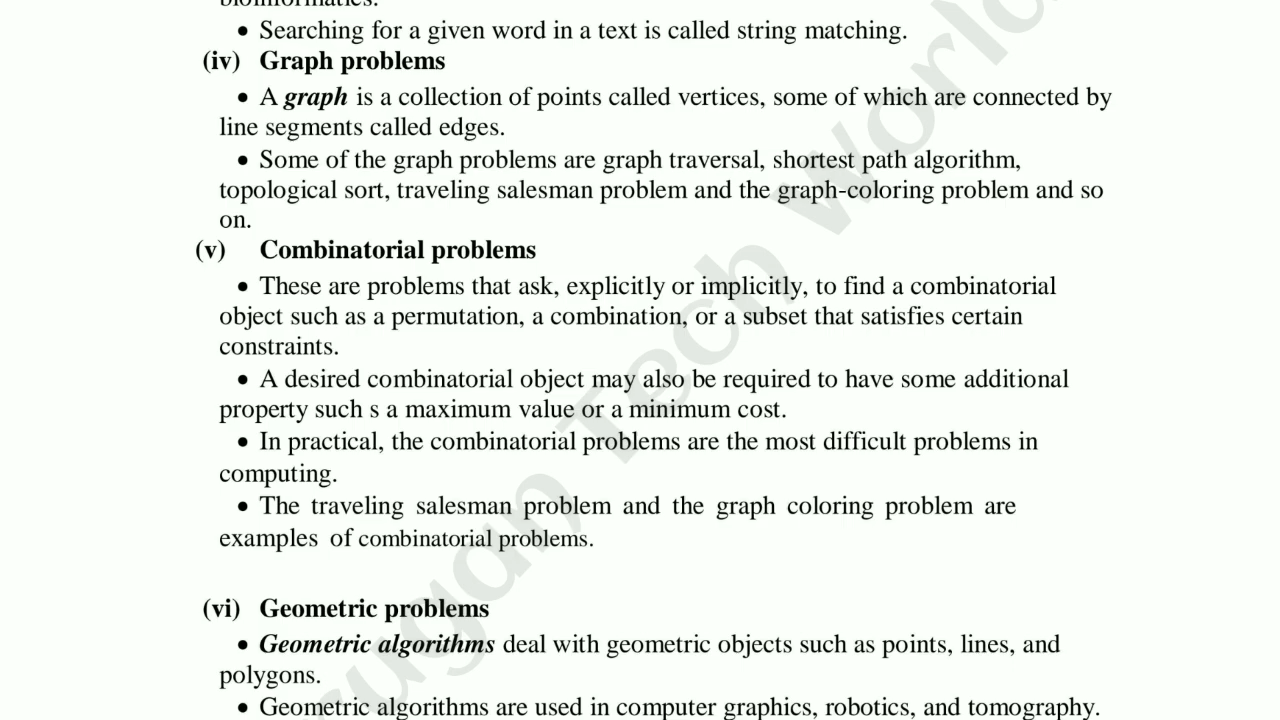 bioinformatics.
• Searching for a given word in a text is called string matching.
(iv) Graph problems
• A graph is a collection of points called vertices, some of which are connected by
line segments called edges.
• Some of the graph problems are graph traversal, shortest path algorithm,
topological sort, traveling salesman problem and the graph-coloring problem and so
on.
(v) Combinatorial problems
• These are problems that ask, explicitly or implicitly, to find a combinatorial
object such as a permutation, a combination, or a subset that satisfies certain
constraints.
• A desired combinatorial object may also be required to have some additional
property such s a maximum value or a minimum cost.
• In practical, the combinatorial problems are the most difficult problems in
computing.
• The traveling salesman problem and the graph coloring problem are
examples of combinatorial problems.
(vi) Geometric problems
• Geometric algorithms deal with geometric objects such as points, lines, and
polygons.
• Geometric algorithms are used in computer graphics, robotics, and tomography.
Tech World